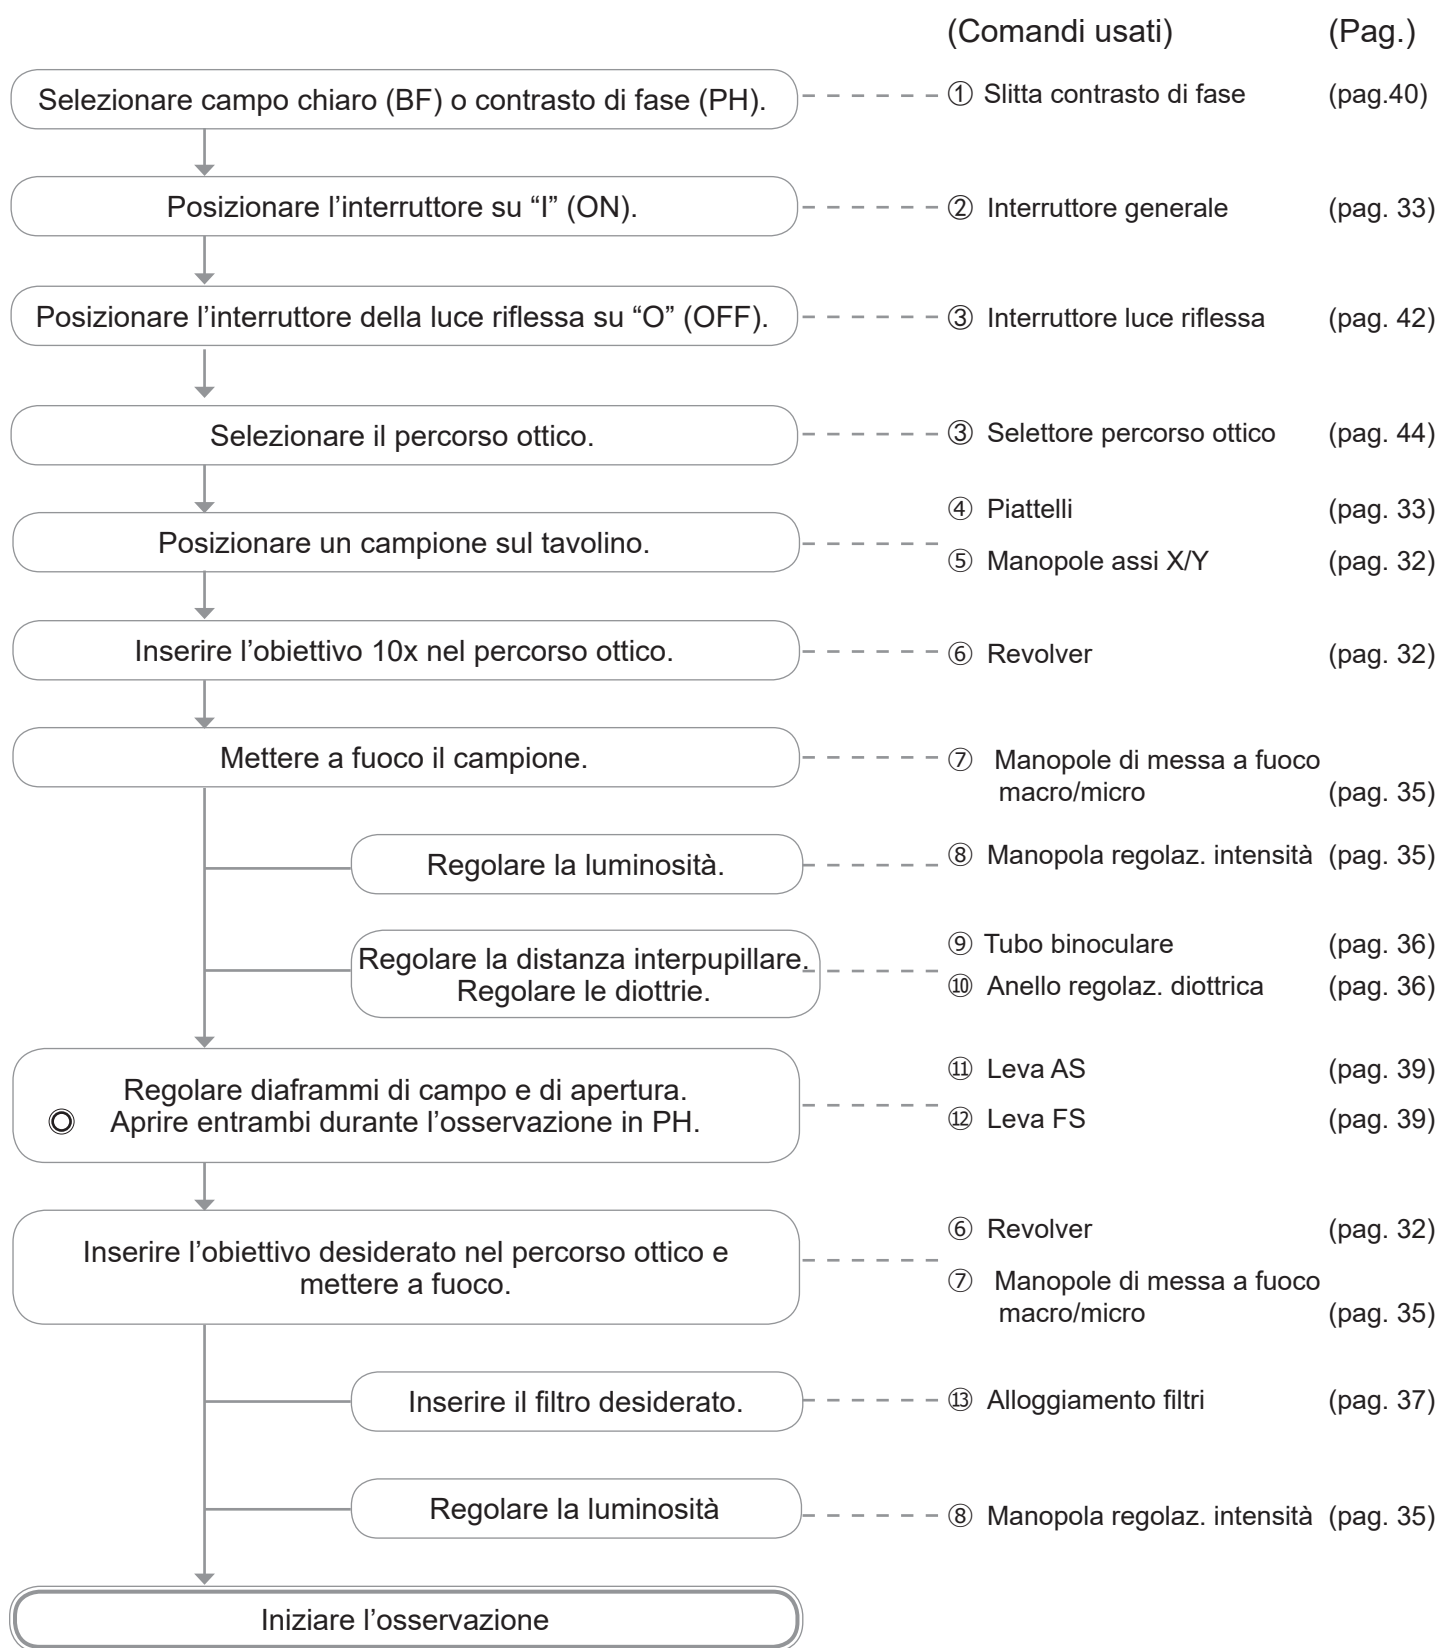 (Comandi usati) (Pag.)
Selezionare campo chiaro (BF) o contrasto di fase (PH). ① Slitta contrasto di fase (pag.40)
Posizionare l’interruttore su “I” (ON). ② Interruttore generale (pag. 33)
Posizionare l’interruttore della luce riflessa su “O” (OFF). ③ Interruttore luce riflessa (pag. 42)
Selezionare il percorso ottico. ③ Selettore percorso ottico (pag. 44)
Posizionare un campione sul tavolino.
④ Piattelli (pag. 33)
⑤ Manopole assi X/Y (pag. 32)
Inserire l’obiettivo 10x nel percorso ottico. ⑥ Revolver (pag. 32)
Mettere a fuoco il campione. ⑦ Manopole di messa a fuoco
macro/micro (pag. 35)
Regolare la luminosità. ⑧ Manopola regolaz. intensità (pag. 35)
Regolare la distanza interpupillare.
Regolare le diottrie.
⑨ Tubo binoculare (pag. 36)
⑩ Anello regolaz. diottrica (pag. 36)
Regolare diaframmi di campo e di apertura.
◎ Aprire entrambi durante l’osservazione in PH.
⑪ Leva AS (pag. 39)
⑫ Leva FS (pag. 39)
Inserire l’obiettivo desiderato nel percorso ottico e
mettere a fuoco.
⑥ Revolver (pag. 32)
⑦ Manopole di messa a fuoco
macro/micro (pag. 35)
Inserire il filtro desiderato. ⑬ Alloggiamento filtri (pag. 37)
Regolare la luminosità ⑧ Manopola regolaz. intensità (pag. 35)
Iniziare l’osservazione